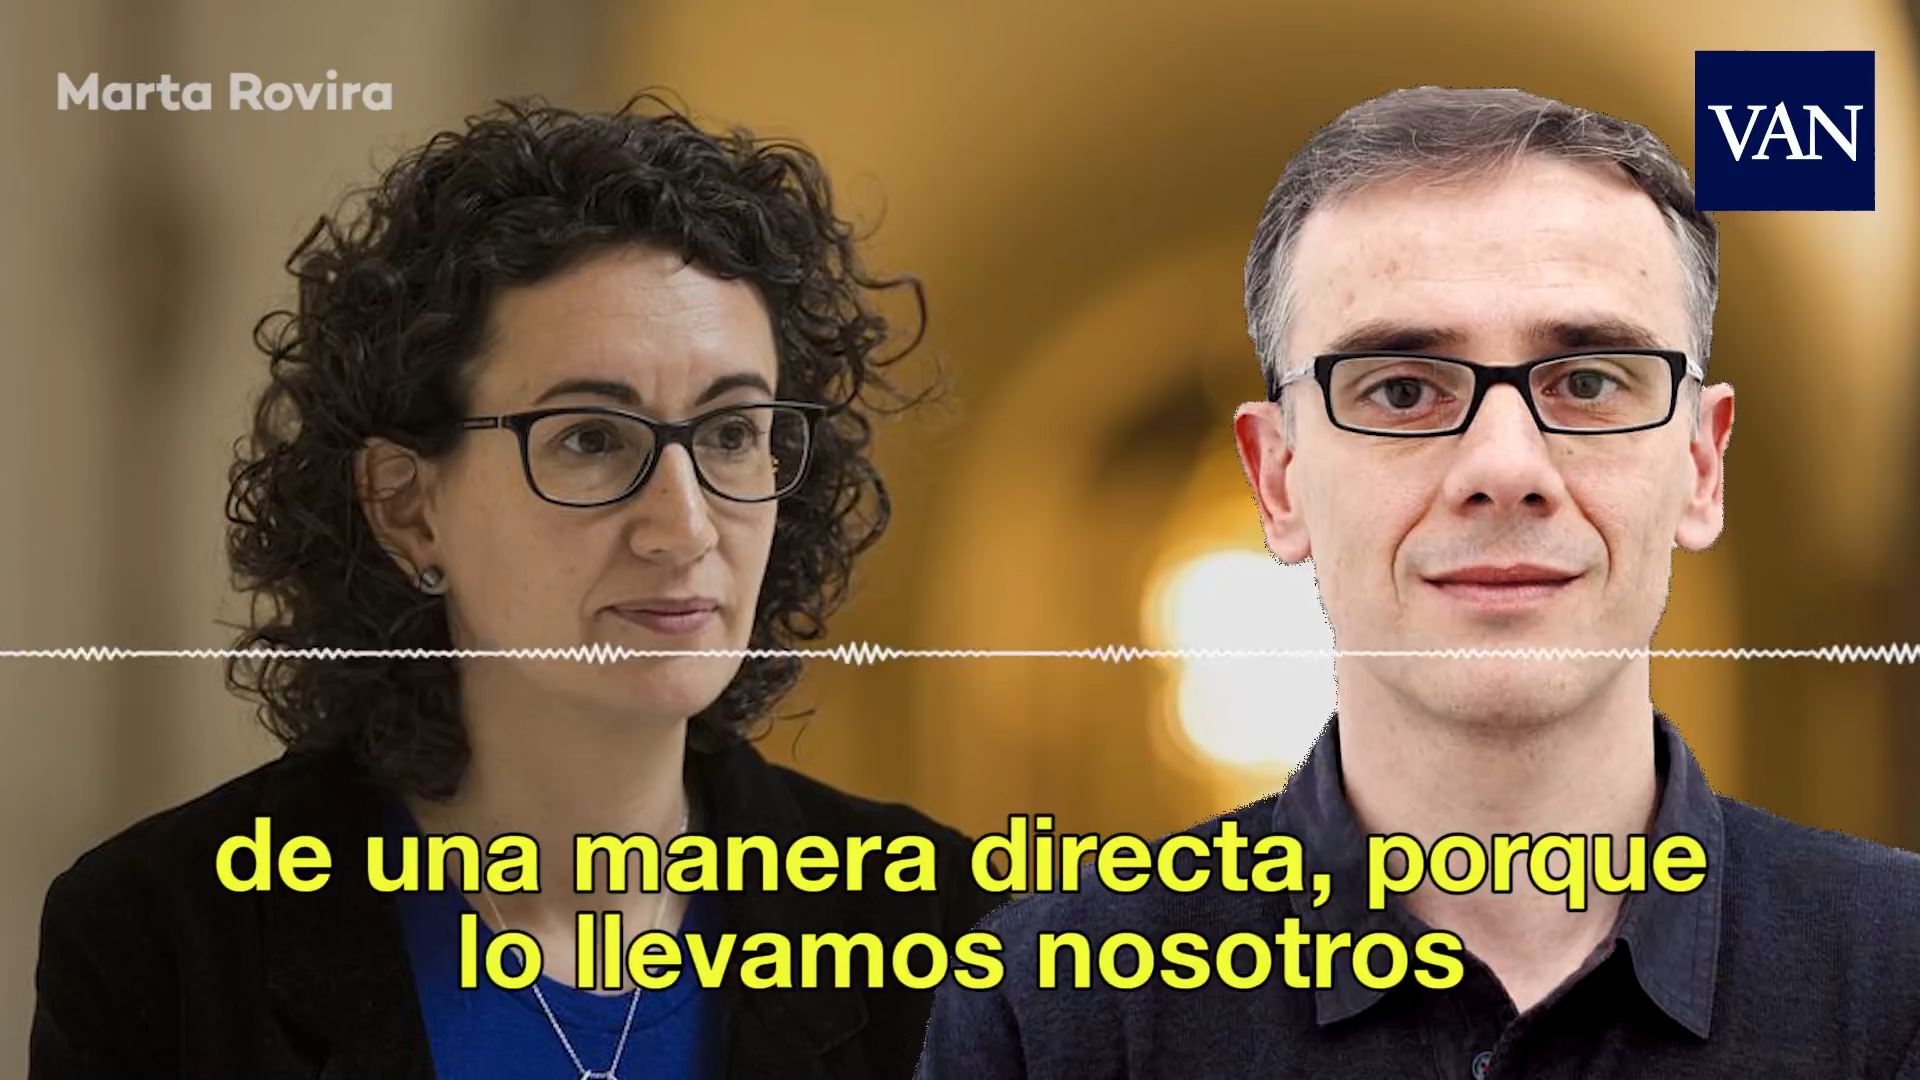 Marta Rovira
VAN
de una manera directa, porque
lo llevamos nosotros